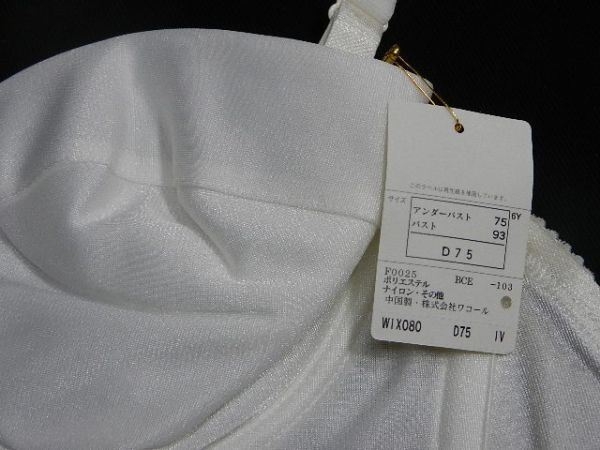 このラベルは再生紙を使用しています。
サイズ
アンダーバスト 75 6Y
バスト 93
D75
F0025 BCE -103
ポリエステル
ナイロン・その他
中国製・株式会社ワコール
WIX080 D75 IV